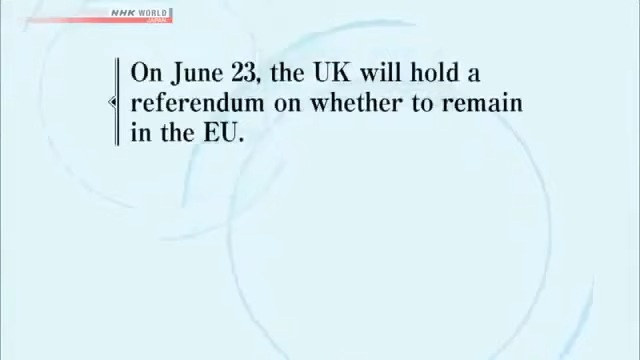 NHK WORLD
JAPAN
On June 23, the UK will hold a
referendum on whether to remain
in the EU.